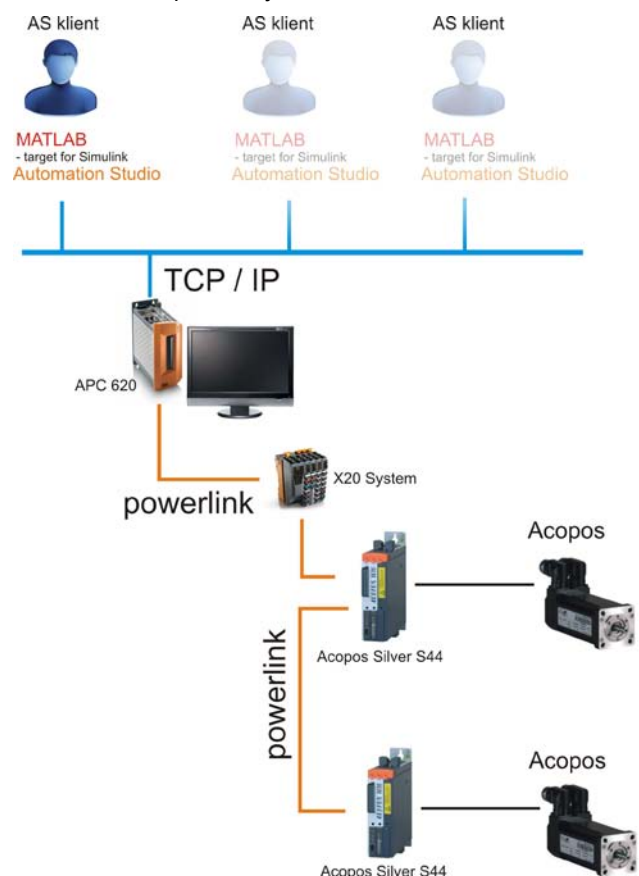 AS klient
AS klient
AS klient
MATLAB
- target for Simulink
Automation Studio
MATLAB
- target for Simulink
Automation Studio
MATLAB
- target for Simulink
Automation Studio
TCP / IP
APC 620
X20 System
powerlink
Acopos
Acopos Silver S44
powerlink
Acopos
Acopos Silver S44